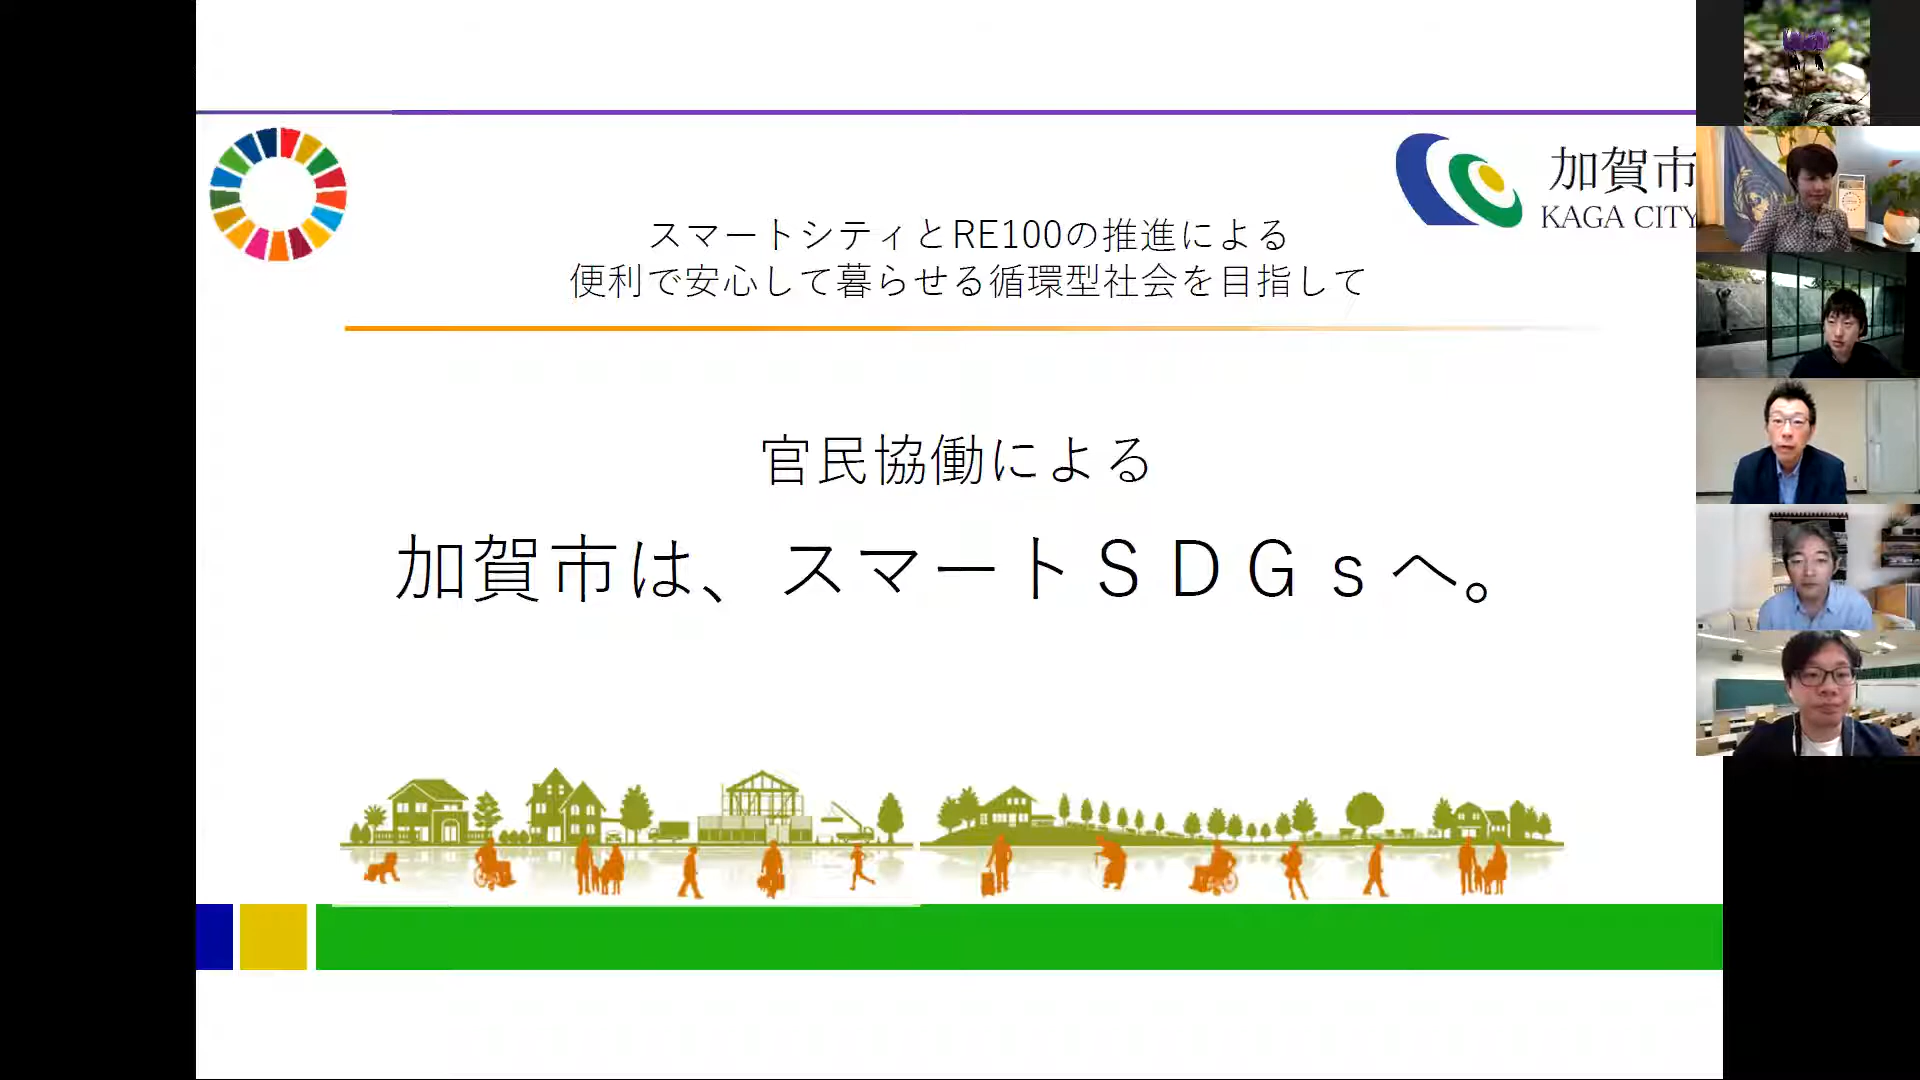 加賀市
KAGA CITY
スマートシティとRE100の推進による
便利で安心して暮らせる循環型社会を目指して
官民協働による
加賀市は、スマートＳＤＧｓへ。